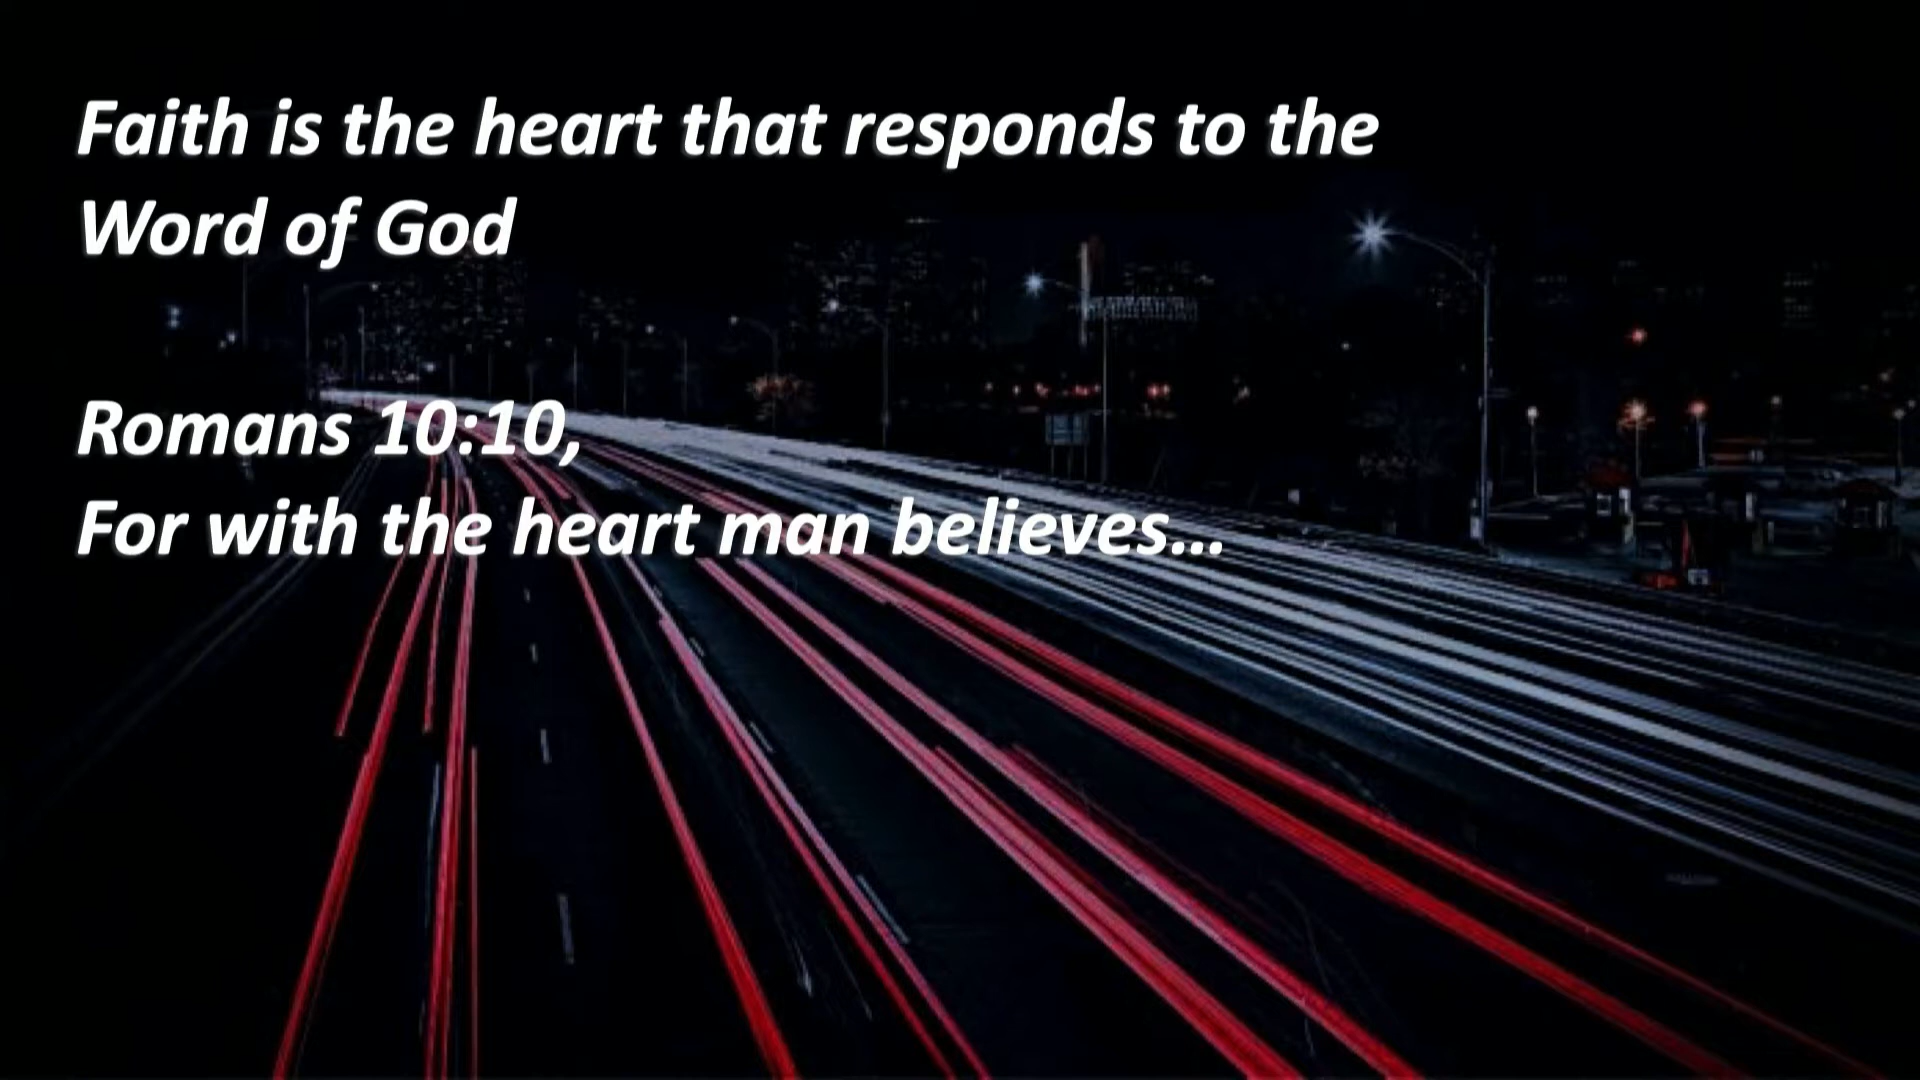 Faith is the heart that responds to the
Word of God
Romans 10:10,
For with the heart man believes...